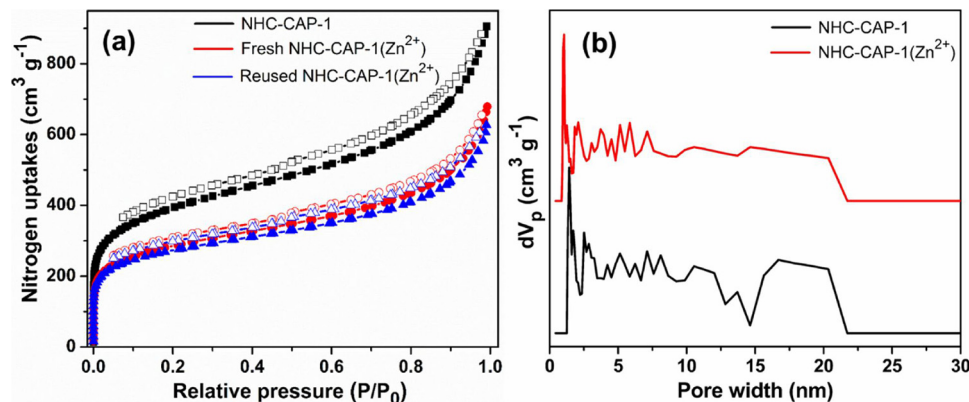 (a)
NHC-CAP-1
Fresh NHC-CAP-1(Zn²⁺)
Reused NHC-CAP-1(Zn²⁺)
Nitrogen uptakes (cm³ g⁻¹)
800
600
400
200
0
0.0 0.2 0.4 0.6 0.8 1.0
Relative pressure (P/P₀)
(b)
NHC-CAP-1
NHC-CAP-1(Zn²⁺)
dVₚ (cm³ g⁻¹)
0 5 10 15 20 25 30
Pore width (nm)